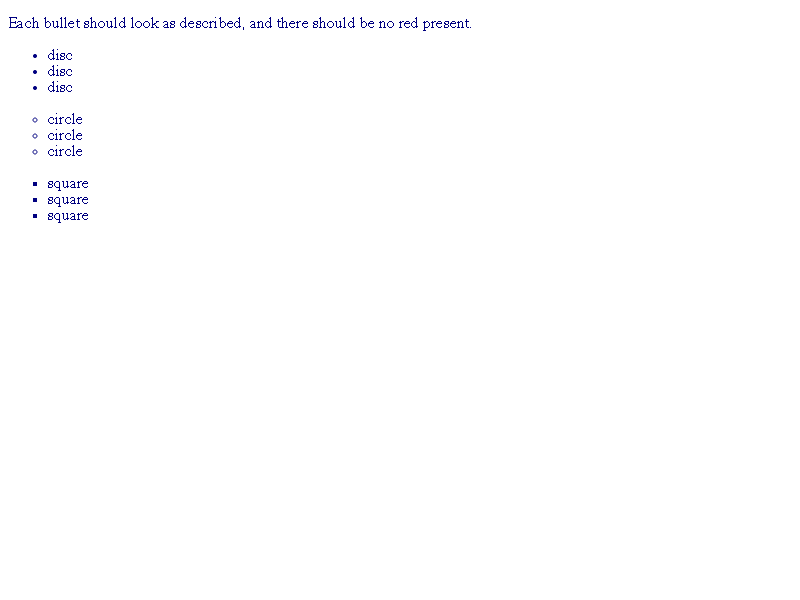 Each bullet should look as described, and there should be no red present.
disc
disc
disc
circle
circle
circle
square
square
square